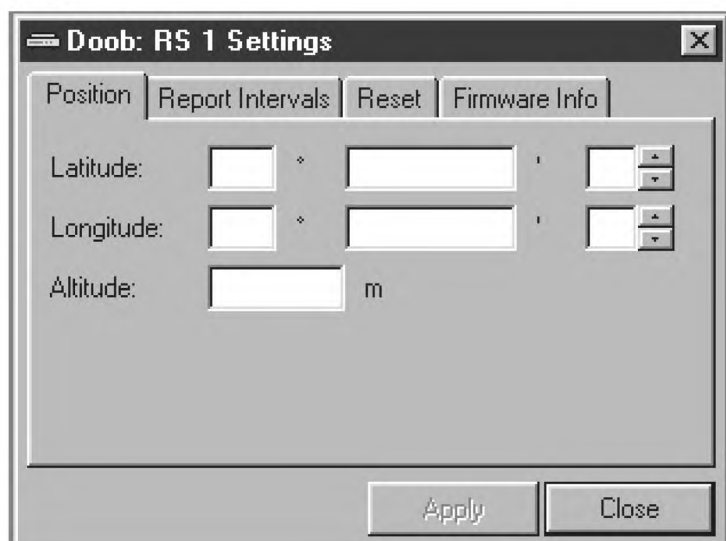 Doob: RS 1 Settings
Position Report Intervals Reset Firmware Info
Latitude: ° '
Longitude: ° '
Altitude: m
Apply Close